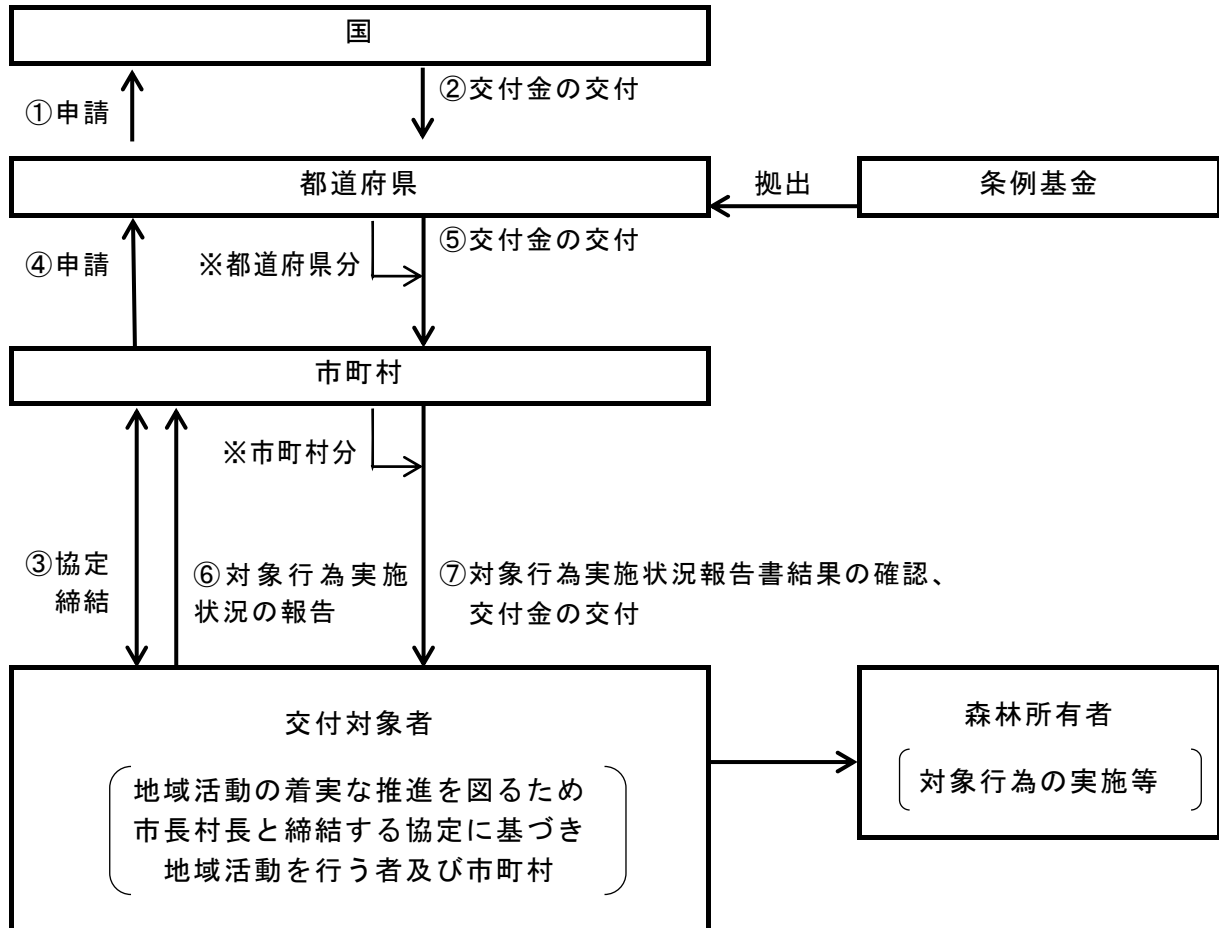 国
①申請
②交付金の交付
都道府県
拠出
条例基金
④申請
※都道府県分
⑤交付金の交付
市町村
※市町村分
③協定
締結
⑥対象行為実施
状況の報告
⑦対象行為実施状況報告書結果の確認、
交付金の交付
交付対象者
地域活動の着実な推進を図るため
市長村長と締結する協定に基づき
地域活動を行う者及び市町村
森林所有者
対象行為の実施等